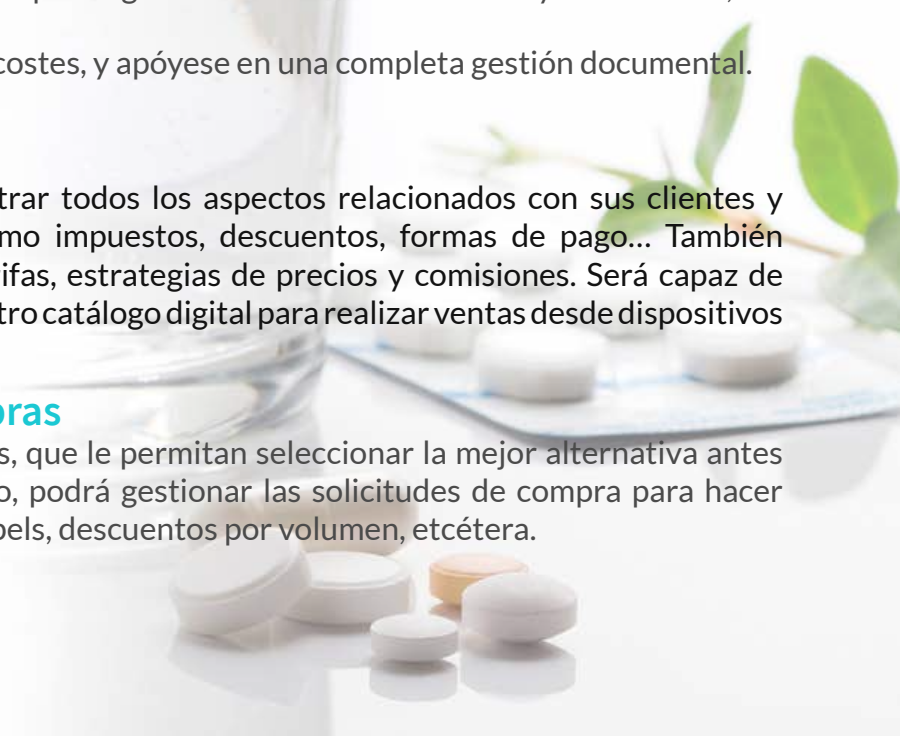 costes, y apóyese en una completa gestión documental.
trar todos los aspectos relacionados con sus clientes y
mo impuestos, descuentos, formas de pago... También
ifas, estrategias de precios y comisiones. Será capaz de
tro catálogo digital para realizar ventas desde dispositivos
oras
s, que le permitan seleccionar la mejor alternativa antes
o, podrá gestionar las solicitudes de compra para hacer
bels, descuentos por volumen, etcétera.